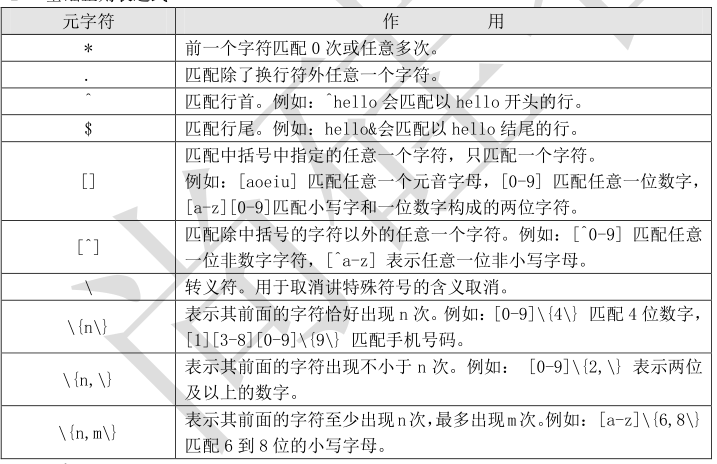 元字符 作 用
* 前一个字符匹配 0 次或任意多次。
. 匹配除了换行符外任意一个字符。
^ 匹配行首。例如：^hello 会匹配以 hello 开头的行。
$ 匹配行尾。例如：hello&会匹配以 hello 结尾的行。
匹配中括号中指定的任意一个字符，只匹配一个字符。
[] 例如：[aoeiu] 匹配任意一个元音字母，[0-9] 匹配任意一位数字，
[a-z][0-9]匹配小写字和一位数字构成的两位字符。
[^] 匹配除中括号的字符以外的任意一个字符。例如：[^0-9] 匹配任意
一位非数字字符，[^a-z] 表示任意一位非小写字母。
\ 转义符。用于取消讲特殊符号的含义取消。
\{n\} 表示其前面的字符恰好出现 n 次。例如：[0-9]\{4\} 匹配 4 位数字，
[1][3-8][0-9]\{9\} 匹配手机号码。
\{n,\} 表示其前面的字符出现不小于 n 次。例如： [0-9]\{2,\} 表示两位
及以上的数字。
\{n,m\} 表示其前面的字符至少出现 n 次，最多出现 m 次。例如：[a-z]\{6,8\}
匹配 6 到 8 位的小写字母。